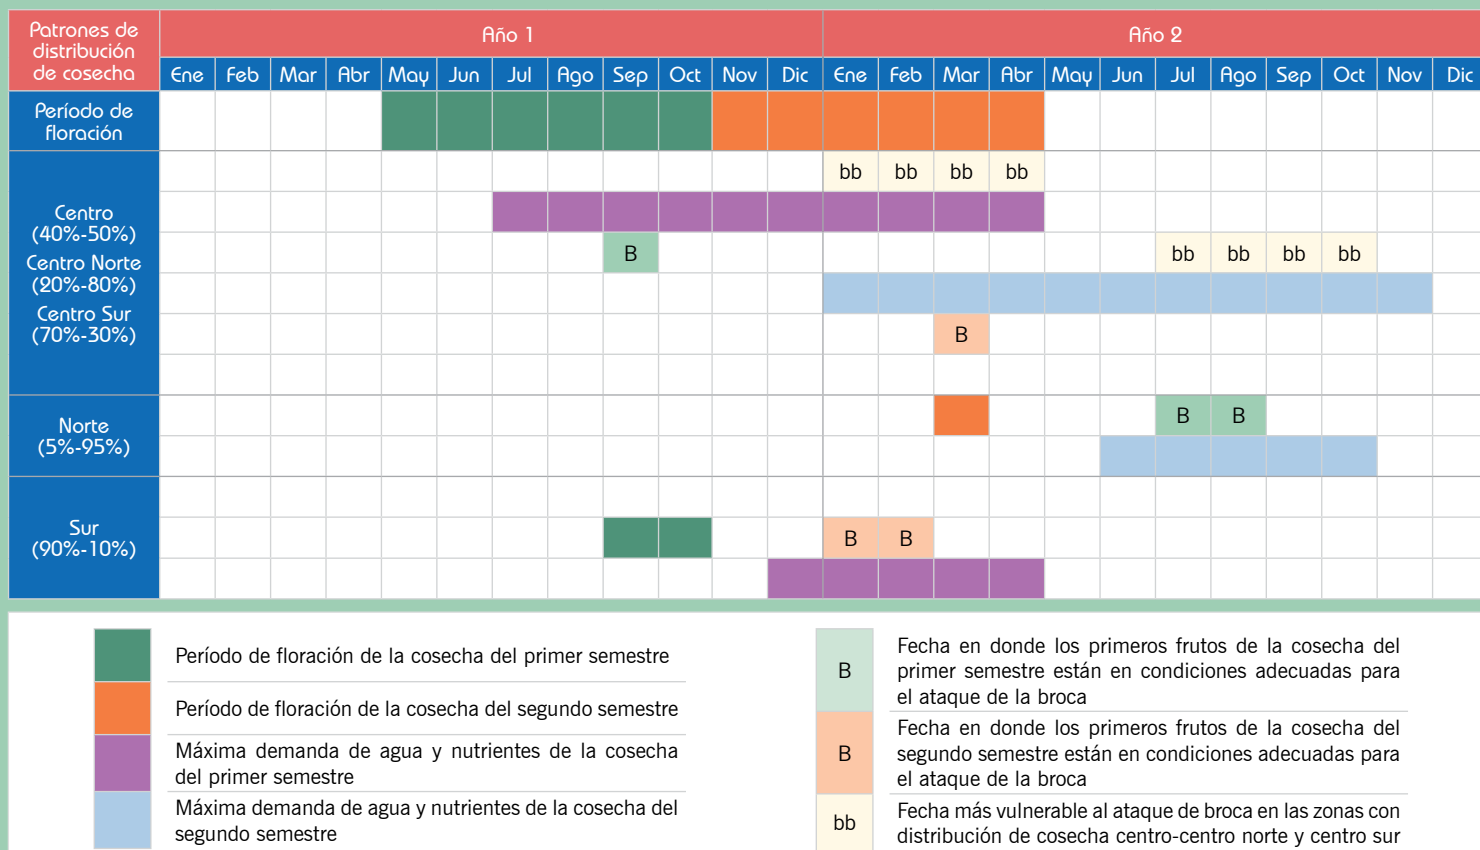 Patrones de
distribución
de cosecha
Año 1
Año 2
Ene Feb Mar Abr May Jun Jul Ago Sep Oct Nov Dic Ene Feb Mar Abr May Jun Jul Ago Sep Oct Nov Dic
Período de
floración
Centro
(40%-50%)
Centro Norte
(20%-80%)
Centro Sur
(70%-30%)
bb bb bb bb
B bb bb bb bb
B
Norte
(5%-95%)
B B
Sur
(90%-10%)
B B
Período de floración de la cosecha del primer semestre
Período de floración de la cosecha del segundo semestre
Máxima demanda de agua y nutrientes de la cosecha
del primer semestre
Máxima demanda de agua y nutrientes de la cosecha del
segundo semestre
B
Fecha en donde los primeros frutos de la cosecha del
primer semestre están en condiciones adecuadas para
el ataque de la broca
B
Fecha en donde los primeros frutos de la cosecha del
segundo semestre están en condiciones adecuadas para
el ataque de la broca
bb
Fecha más vulnerable al ataque de broca en las zonas con
distribución de cosecha centro-centro norte y centro sur